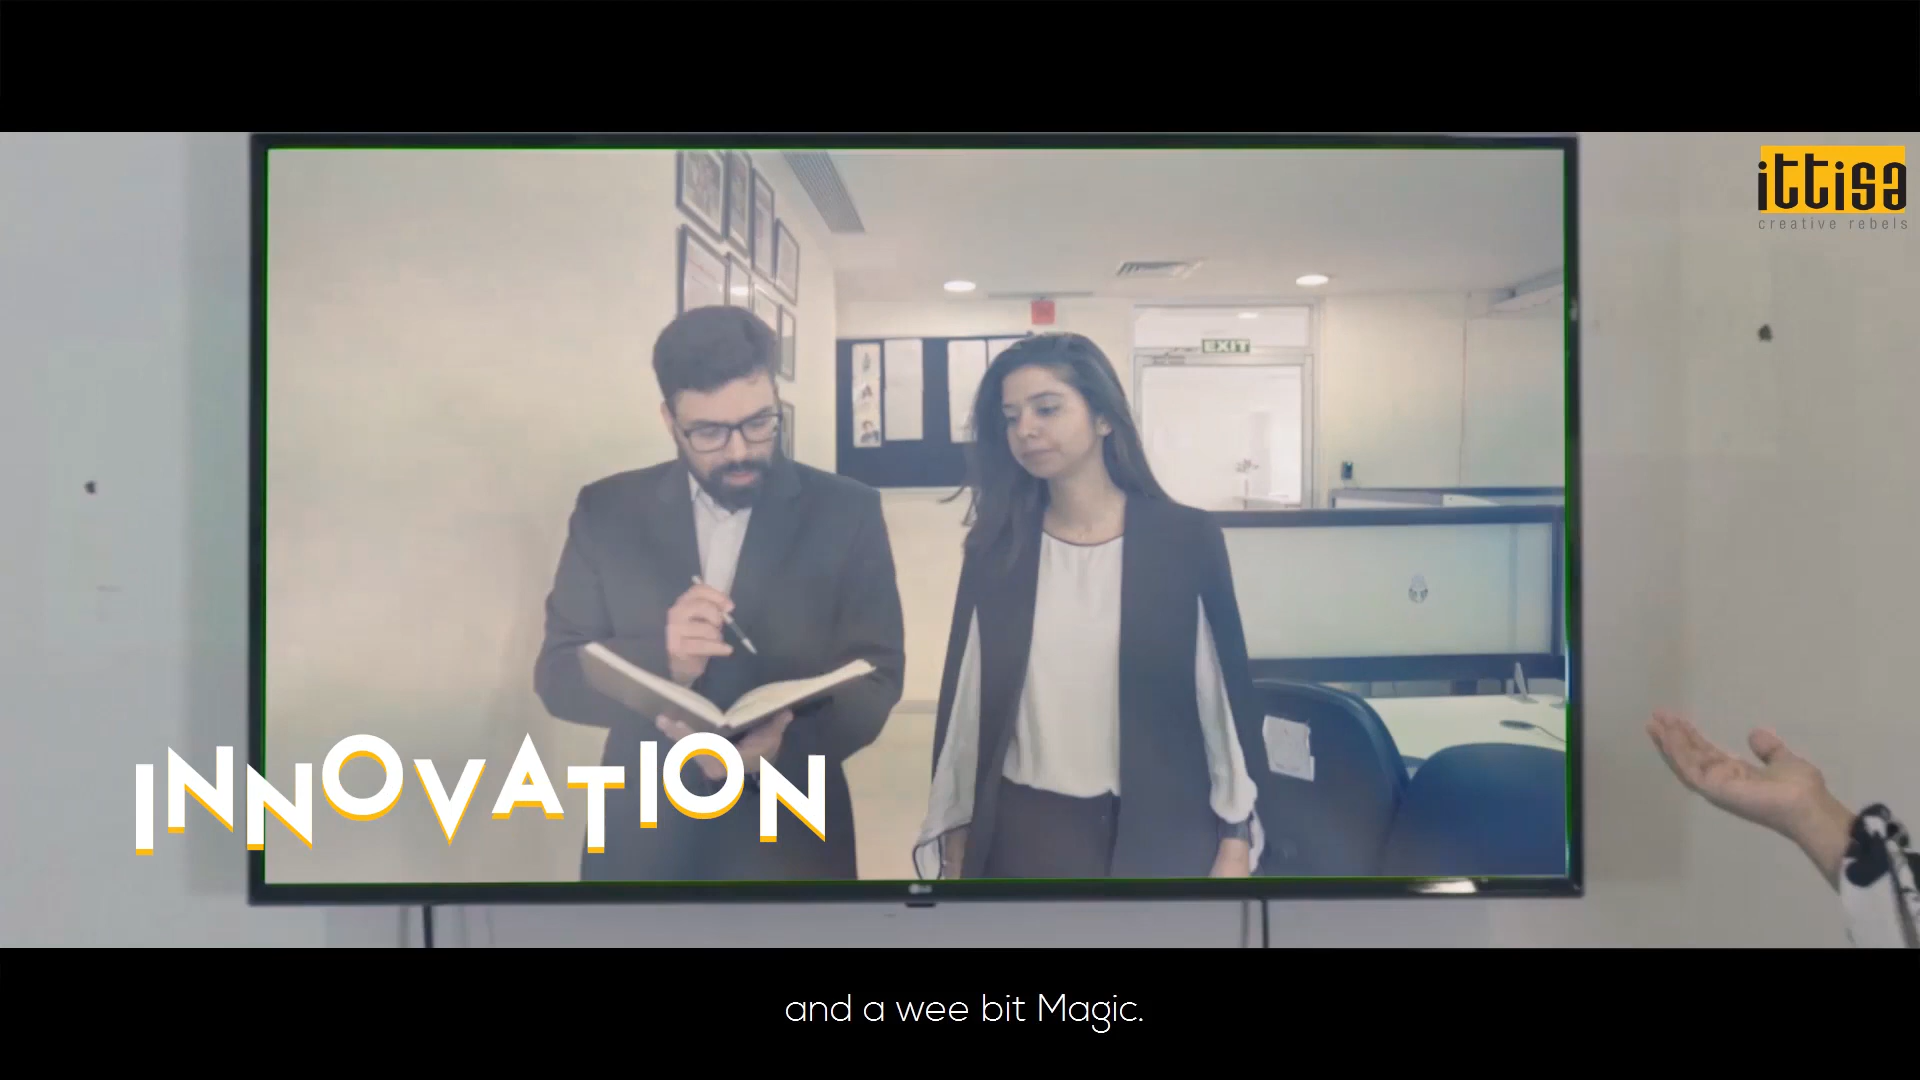 ittisa
creative rebels
EXIT
INNOVATION
and a wee bit Magic.